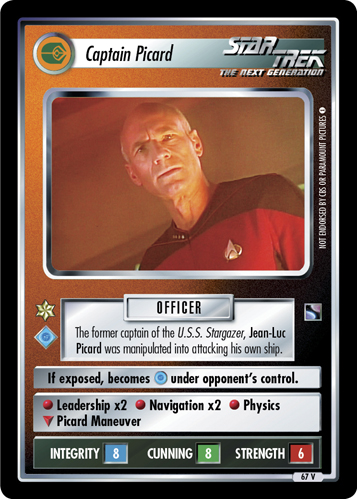 Captain Picard
STAR TREK
THE NEXT GENERATION
NOT ENDORSED BY CBS OR PARAMOUNT PICTURES
OFFICER
The former captain of the U.S.S. Stargazer, Jean-Luc
Picard was manipulated into attacking his own ship.
If exposed, becomes under opponent's control.
Leadership x2 Navigation x2 Physics
Picard Maneuver
INTEGRITY 8 CUNNING 8 STRENGTH 6
67 V